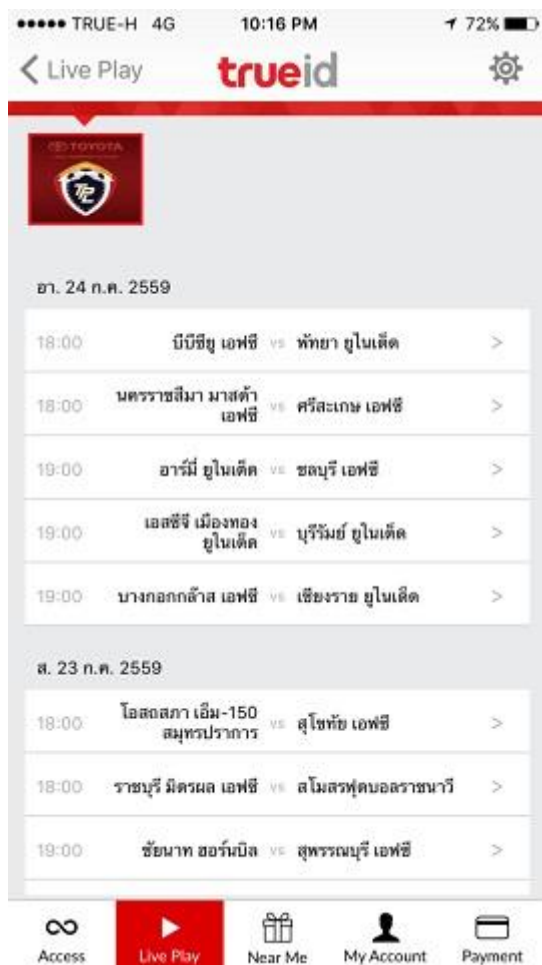 TRUE-H 4G 10:16 PM 72%
Live Play trueid
TOYOTA
TPL
อา. 24 ก.ค. 2559
18:00 บีบีซียู เอฟซี vs พัทยา ยูไนเต็ด >
18:00 นครราชสีมา มาสด้า
เอฟซี vs ศรีสะเกษ เอฟซี >
19:00 อาร์มี่ ยูไนเต็ด vs ชลบุรี เอฟซี >
19:00 เอสซีจี เมืองทอง
ยูไนเต็ด vs บุรีรัมย์ ยูไนเต็ด >
19:00 บางกอกกล๊าส เอฟซี vs เชียงราย ยูไนเต็ด >
ส. 23 ก.ค. 2559
18:00 โอสถสภา เอ็ม-150
สมุทรปราการ vs สุโขทัย เอฟซี >
18:00 ราชบุรี มิตรผล เอฟซี vs สโมสรฟุตบอลราชนาวี >
19:00 ชัยนาท ฮอร์นบิล vs สุพรรณบุรี เอฟซี >
Access Live Play Near Me My Account Payment